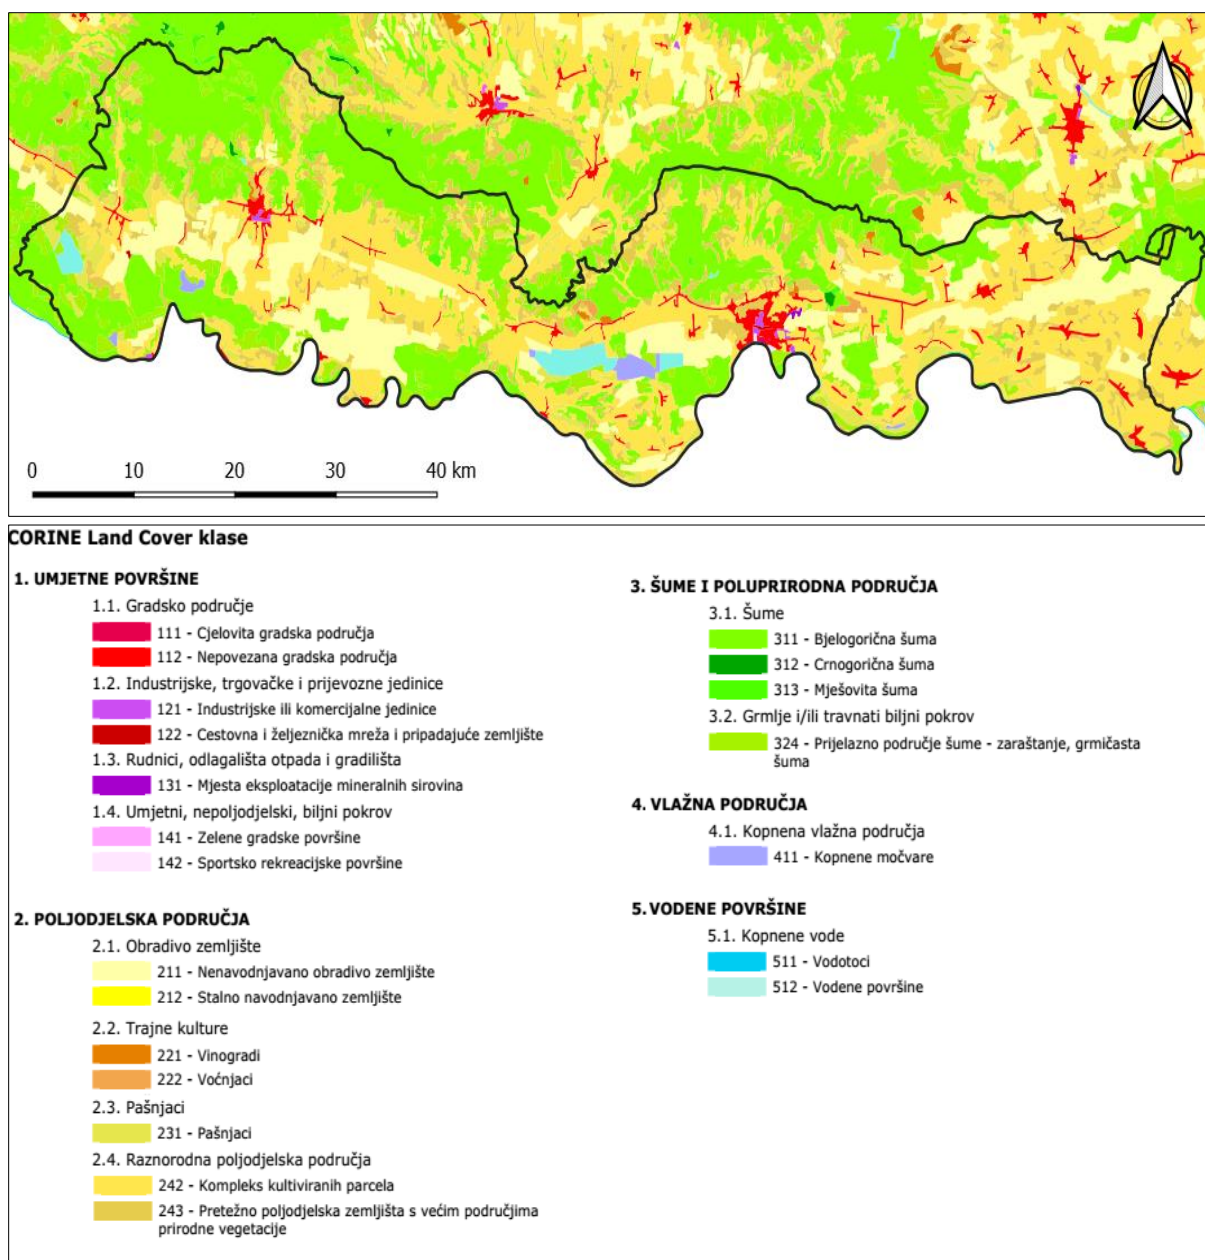 0 10 20 30 40 km
CORINE Land Cover klase
1. UMJETNE POVRŠINE
1.1. Gradsko područje
111 - Cjelovita gradska područja
112 - Nepovezana gradska područja
1.2. Industrijske, trgovačke i prijevozne jedinice
121 - Industrijske ili komercijalne jedinice
122 - Cestovna i željeznička mreža i pripadajuće zemljište
1.3. Rudnici, odlagališta otpada i gradilišta
131 - Mjesta eksploatacije mineralnih sirovina
1.4. Umjetni, nepoljodjelski, biljni pokrov
141 - Zelene gradske površine
142 - Sportsko rekreacijske površine
2. POLJODJELSKA PODRUČJA
2.1. Obradivo zemljište
211 - Nenavodnjavano obradivo zemljište
212 - Stalno navodnjavano zemljište
2.2. Trajne kulture
221 - Vinogradi
222 - Voćnjaci
2.3. Pašnjaci
231 - Pašnjaci
2.4. Raznorodna poljodjelska područja
242 - Kompleks kultiviranih parcela
243 - Pretežno poljodjelska zemljišta s većim područjima
prirodne vegetacije
3. ŠUME I POLUPRIRODNA PODRUČJA
3.1. Šume
311 - Bjelogorična šuma
312 - Crnogorična šuma
313 - Mješovita šuma
3.2. Grmlje i/ili travnati biljni pokrov
324 - Prijelazno područje šume - zaraštanje, grmičasta
šuma
4. VLAŽNA PODRUČJA
4.1. Kopnena vlažna područja
411 - Kopnene močvare
5. VODENE POVRŠINE
5.1. Kopnene vode
511 - Vodotoci
512 - Vodene površine